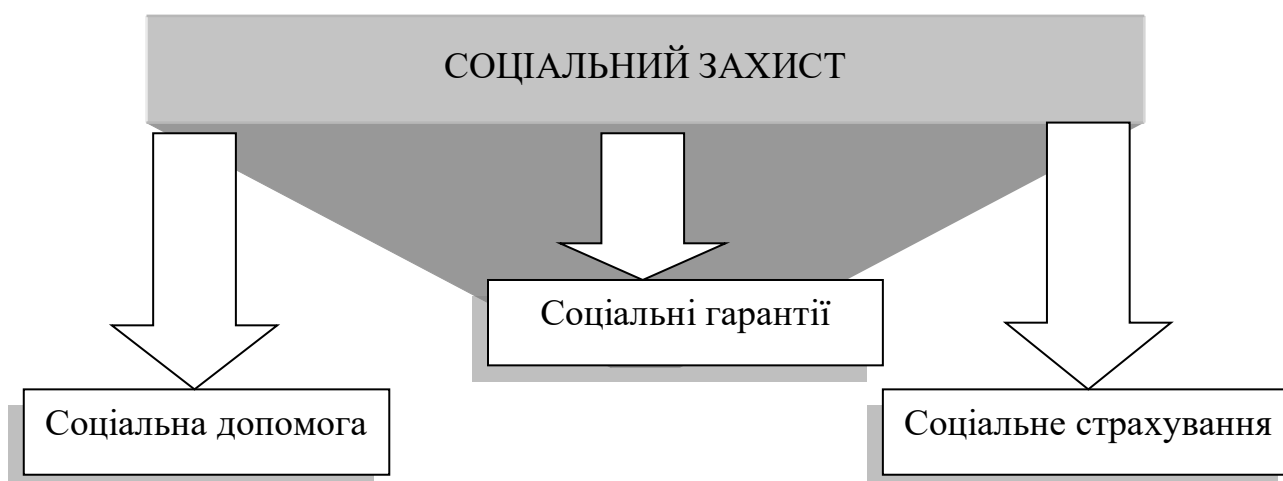 СОЦІАЛЬНИЙ ЗАХИСТ
Соціальні гарантії
Соціальна допомога
Соціальне страхування